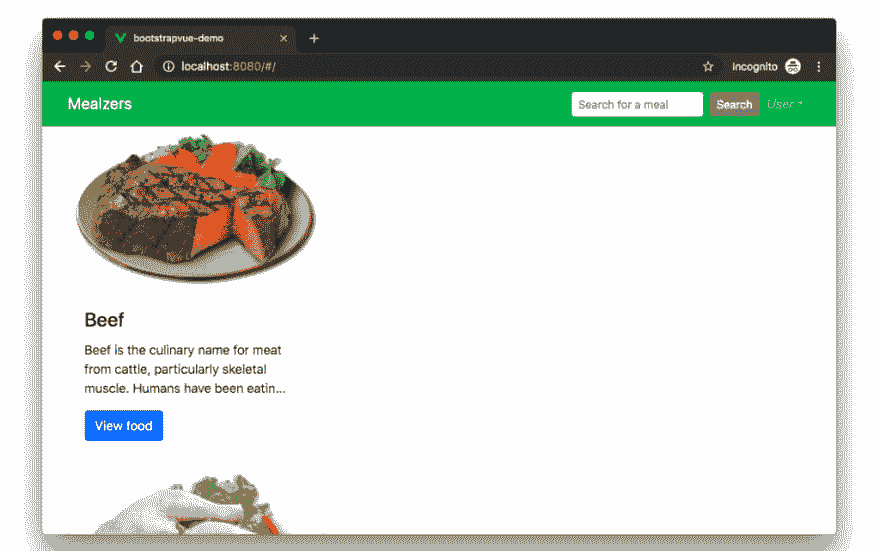 bootstrapvue-demo
localhost:8080/#/
Incognito
Mealzers
Search for a meal
Search
User
Beef
Beef is the culinary name for meat
from cattle, particularly skeletal
muscle. Humans have been eatin...
View food